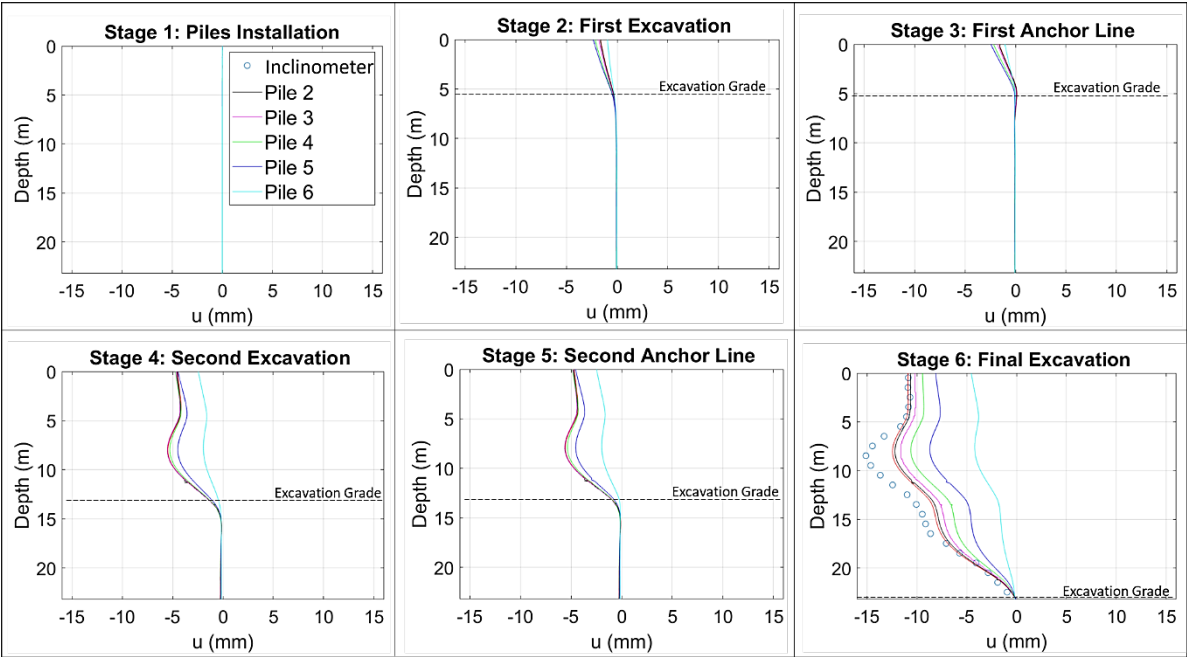 Stage 1: Piles Installation
0
5
10
15
20
Depth (m)
-15 -10 -5 0 5 10 15
u (mm)
Inclinometer
Pile 2
Pile 3
Pile 4
Pile 5
Pile 6
Stage 2: First Excavation
0
5
10
15
20
Depth (m)
Excavation Grade
-15 -10 -5 0 5 10 15
u (mm)
Stage 3: First Anchor Line
0
5
10
15
20
Depth (m)
Excavation Grade
-15 -10 -5 0 5 10 15
u (mm)
Stage 4: Second Excavation
0
5
10
15
20
Depth (m)
Excavation Grade
-15 -10 -5 0 5 10 15
u (mm)
Stage 5: Second Anchor Line
0
5
10
15
20
Depth (m)
Excavation Grade
-15 -10 -5 0 5 10 15
u (mm)
Stage 6: Final Excavation
0
5
10
15
20
Depth (m)
Excavation Grade
-15 -10 -5 0 5 10 15
u (mm)